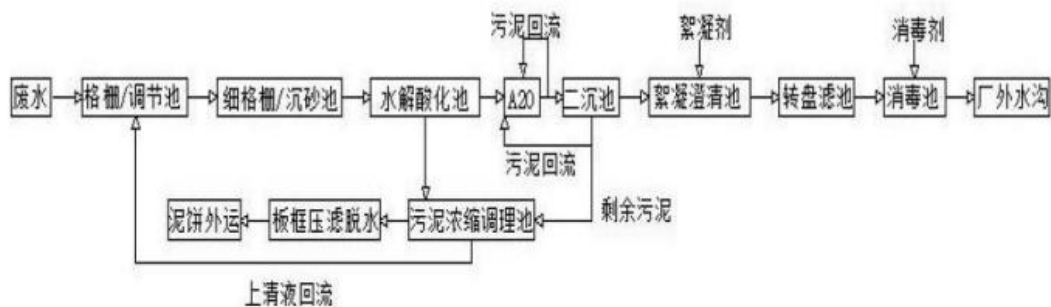 污泥回流
絮凝剂
消毒剂
废水
格栅/调节池
细格栅/沉砂池
水解酸化池
A2O
二沉池
絮凝澄清池
转盘滤池
消毒池
厂外水沟
污泥回流
剩余污泥
泥饼外运
板框压滤脱水
污泥浓缩调理池
上清液回流